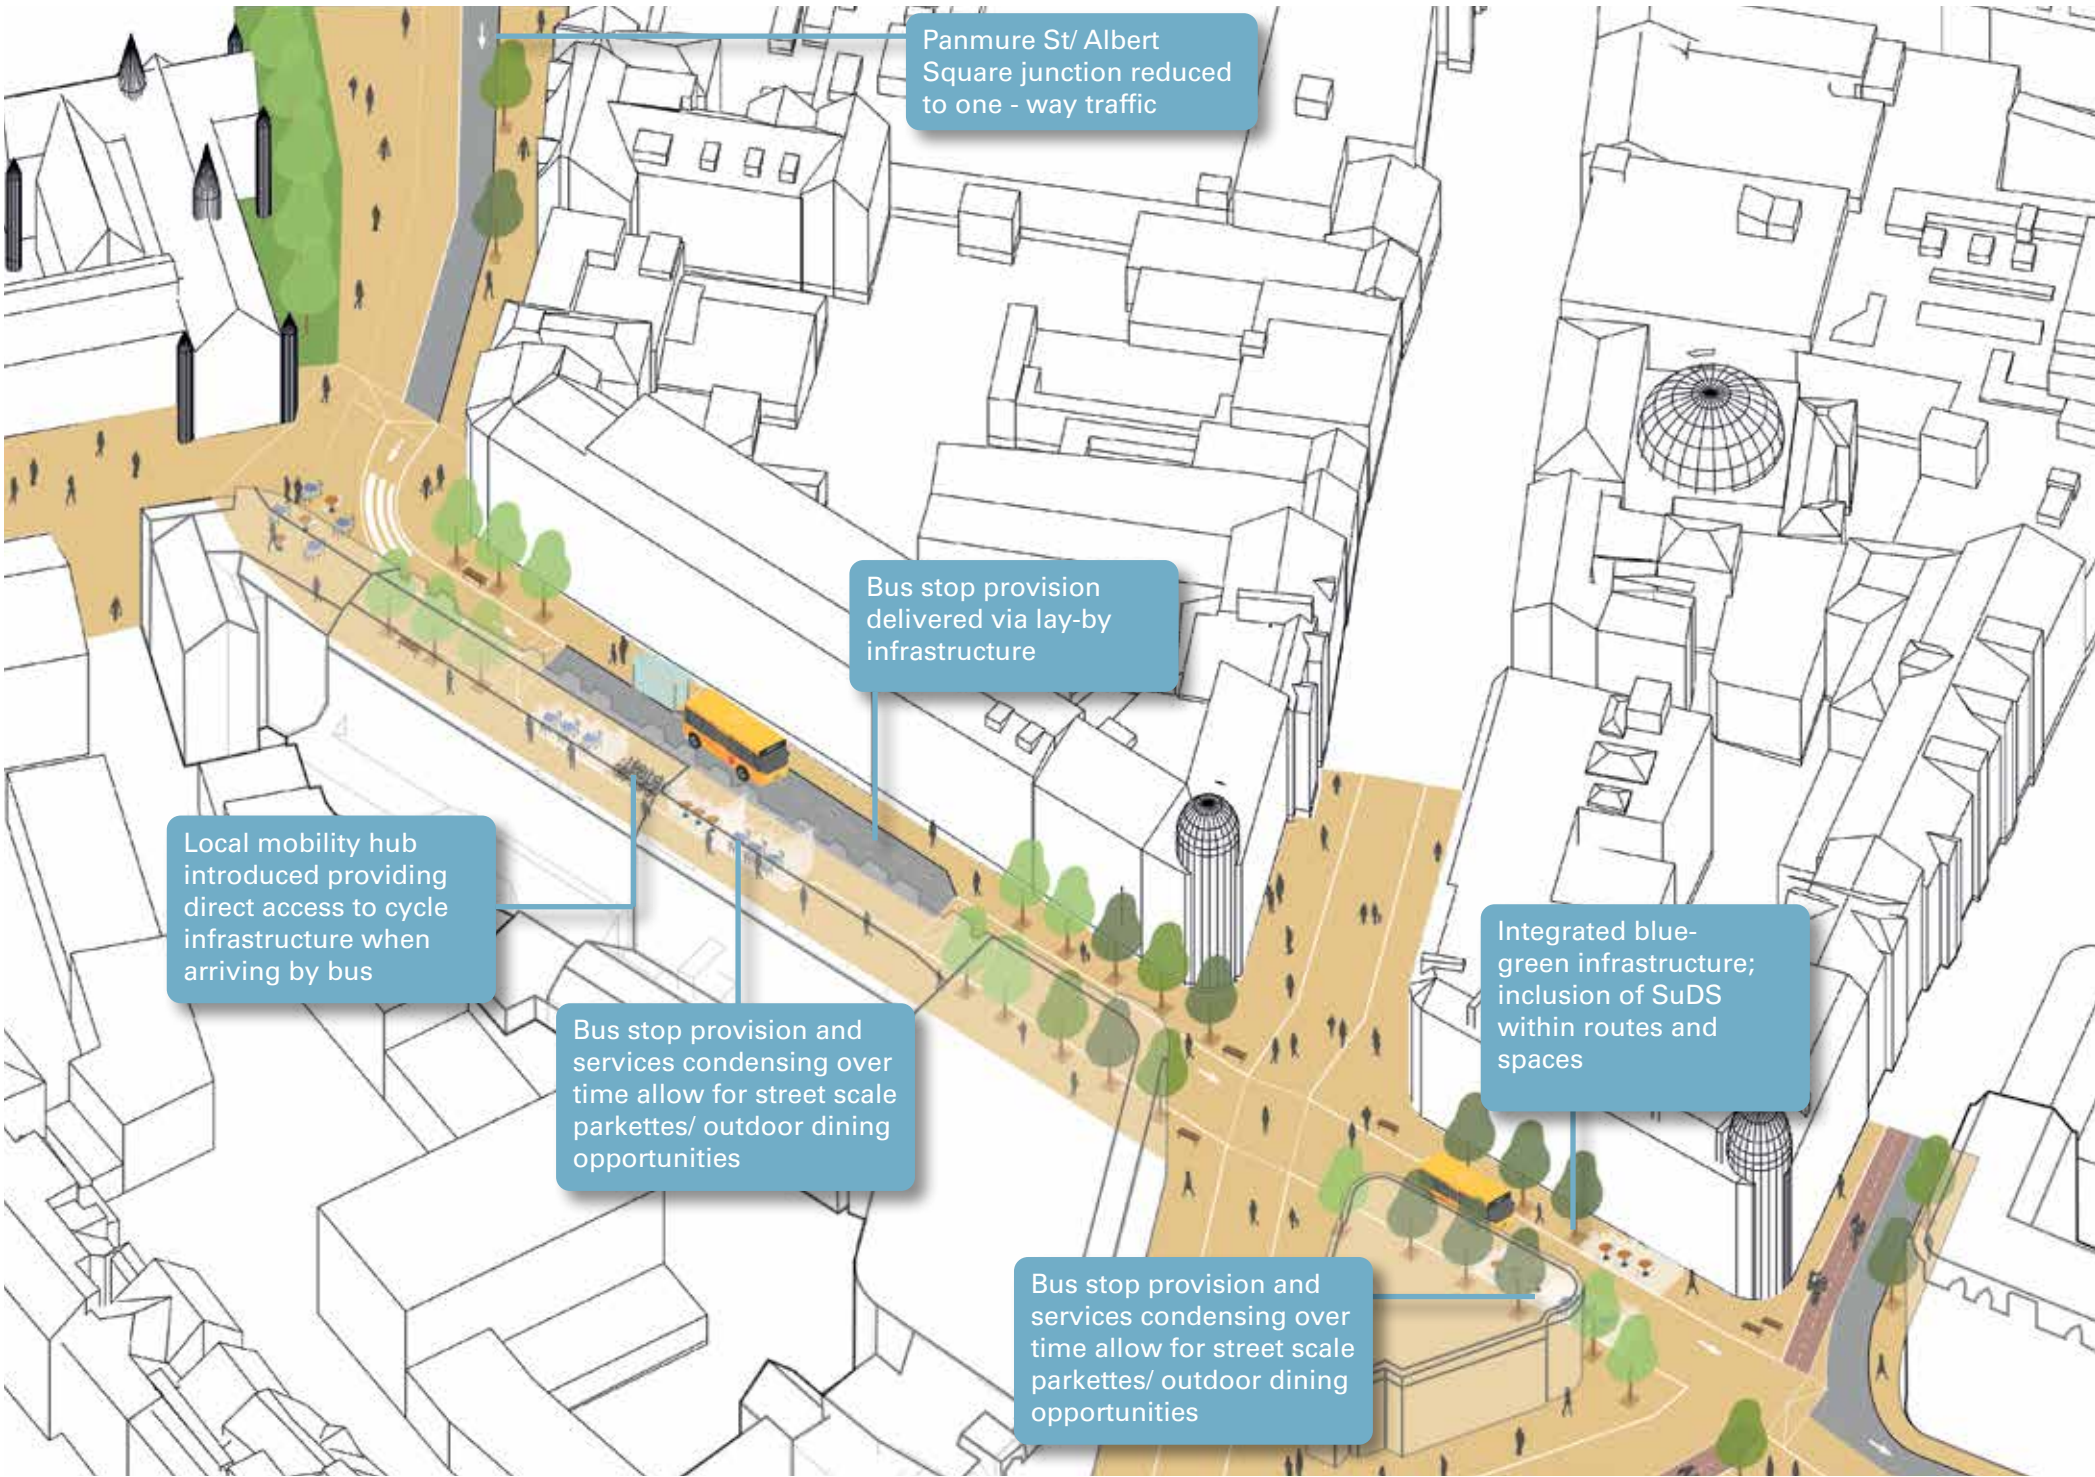 Panmure St/ Albert
Square junction reduced
to one - way traffic
Bus stop provision
delivered via lay-by
infrastructure
Local mobility hub
introduced providing
direct access to cycle
infrastructure when
arriving by bus
Bus stop provision and
services condensing over
time allow for street scale
parkettes/ outdoor dining
opportunities
Integrated blue-
green infrastructure;
inclusion of SuDS
within routes and
spaces
Bus stop provision and
services condensing over
time allow for street scale
parkettes/ outdoor dining
opportunities